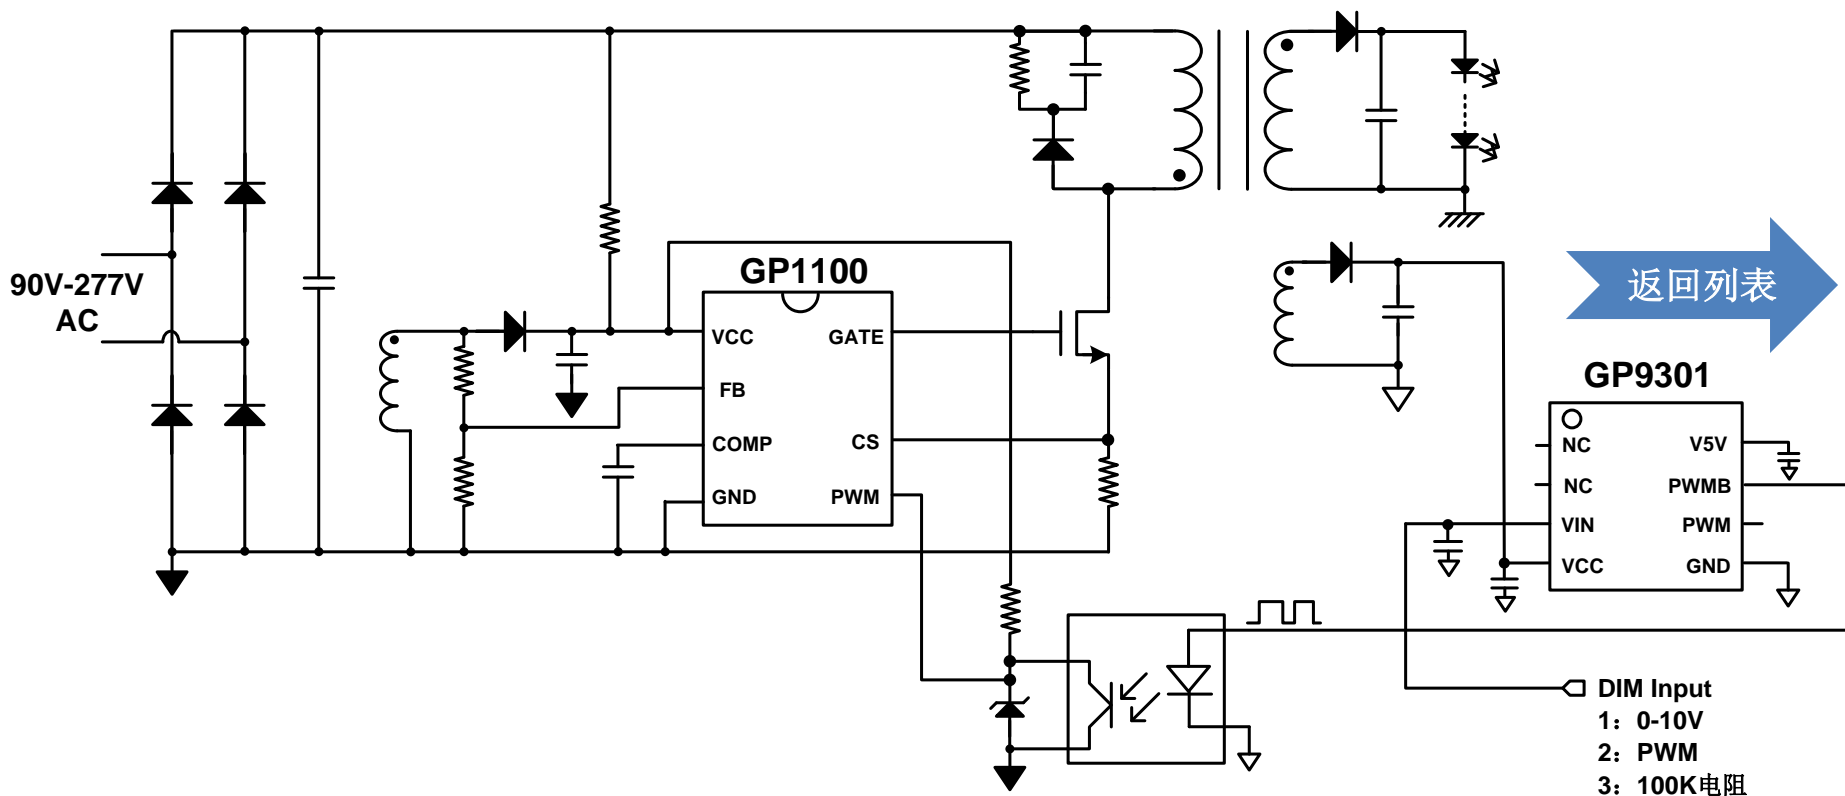 90V-277V
AC
GP1100
VCC
FB
COMP
GND
GATE
CS
PWM
返回列表
GP9301
NC
NC
VIN
VCC
V5V
PWMB
PWM
GND
DIM Input
1：0-10V
2：PWM
3：100K电阻